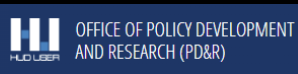 OFFICE OF POLICY DEVELOPMENT
AND RESEARCH (PD&R)
HUD USER